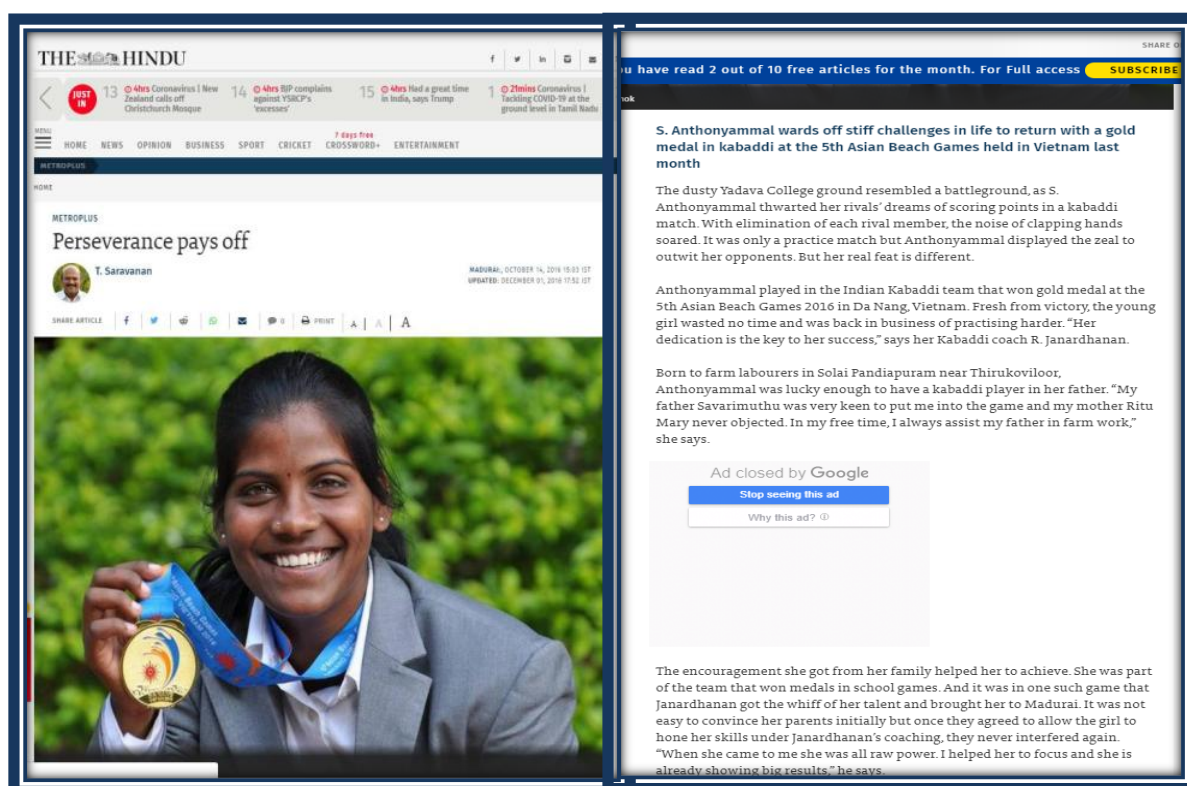 THE HINDU
JUST IN
13 4hrs Coronavirus | New Zealand calls off Christchurch Mosque
14 4hrs BJP complains against YSRCP's 'excesses'
15 4hrs Had a great time in India, says Trump
1 21mins Coronavirus | Tackling COVID-19 at the ground level in Tamil Nadu
MENU
7 days free
HOME NEWS OPINION BUSINESS SPORT CRICKET CROSSWORD+ ENTERTAINMENT
METROPLUS
HOME
METROPLUS
Perseverance pays off
T. Saravanan
MADURAI:, OCTOBER 14, 2016 15:03 IST
UPDATED: DECEMBER 01, 2016 17:52 IST
SHARE ARTICLE
0 PRINT A | A | A
Beach Games
VIETNAM 2016
SHARE O
u have read 2 out of 10 free articles for the month. For Full access SUBSCRIBE
nok
S. Anthonyammal wards off stiff challenges in life to return with a gold
medal in kabaddi at the 5th Asian Beach Games held in Vietnam last
month
The dusty Yadava College ground resembled a battleground, as S.
Anthonyammal thwarted her rivals' dreams of scoring points in a kabaddi
match. With elimination of each rival member, the noise of clapping hands
soared. It was only a practice match but Anthonyammal displayed the zeal to
outwit her opponents. But her real feat is different.
Anthonyammal played in the Indian Kabaddi team that won gold medal at the
5th Asian Beach Games 2016 in Da Nang, Vietnam. Fresh from victory, the young
girl wasted no time and was back in business of practising harder. "Her
dedication is the key to her success," says her Kabaddi coach R. Janardhanan.
Born to farm labourers in Solai Pandiapuram near Thirukoviloor,
Anthonyammal was lucky enough to have a kabaddi player in her father. "My
father Savarimuthu was very keen to put me into the game and my mother Ritu
Mary never objected. In my free time, I always assist my father in farm work,"
she says.
Ad closed by Google
Stop seeing this ad
Why this ad?
The encouragement she got from her family helped her to achieve. She was part
of the team that won medals in school games. And it was in one such game that
Janardhanan got the whiff of her talent and brought her to Madurai. It was not
easy to convince her parents initially but once they agreed to allow the girl to
hone her skills under Janardhanan's coaching, they never interfered again.
"When she came to me she was all raw power. I helped her to focus and she is
already showing big results," he says.